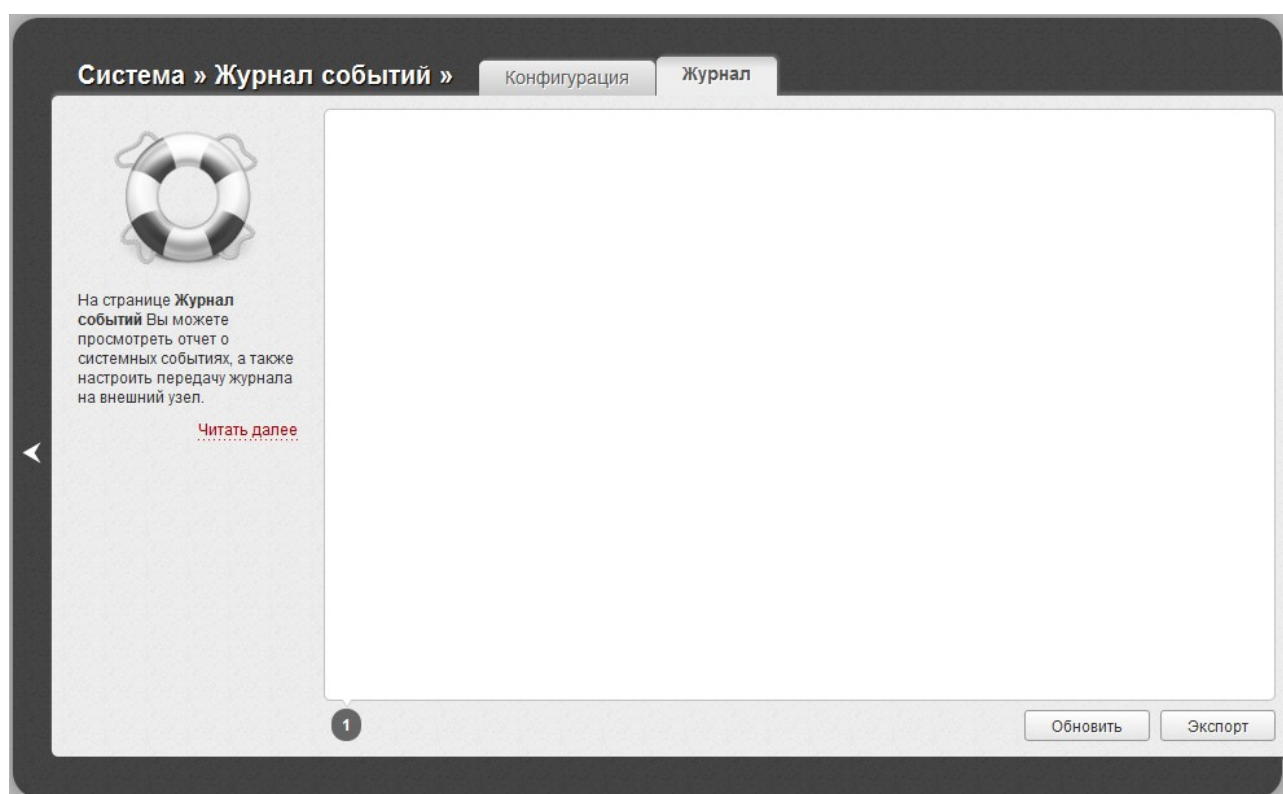 Система » Журнал событий »
Конфигурация
Журнал
На странице Журнал
событий Вы можете
просмотреть отчет о
системных событиях, а также
настроить передачу журнала
на внешний узел.
Читать далее
1
Обновить
Экспорт